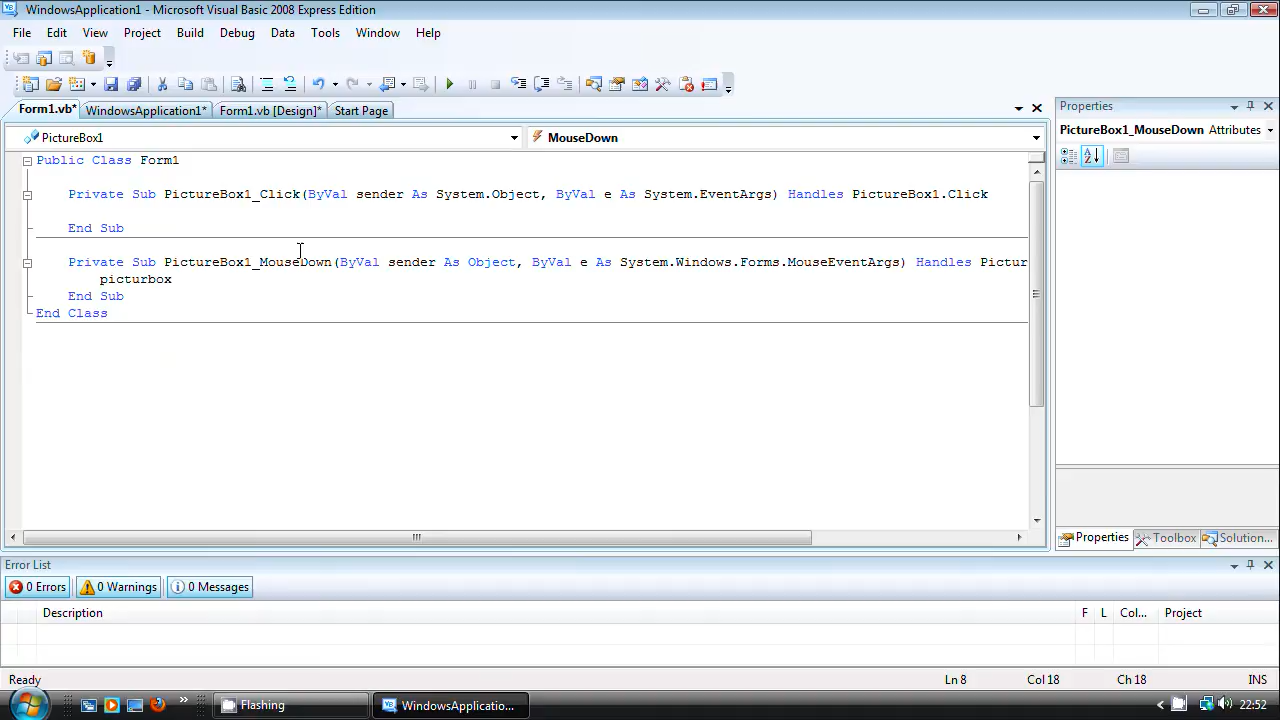 WindowsApplication1 - Microsoft Visual Basic 2008 Express Edition
File Edit View Project Build Debug Data Tools Window Help
Form1.vb* WindowsApplication1* Form1.vb [Design]* Start Page
PictureBox1 MouseDown
Public Class Form1
Private Sub PictureBox1_Click(ByVal sender As System.Object, ByVal e As System.EventArgs) Handles PictureBox1.Click
End Sub
Private Sub PictureBox1_MouseDown(ByVal sender As Object, ByVal e As System.Windows.Forms.MouseEventArgs) Handles Pictur
picturbox
End Sub
End Class
Properties
PictureBox1_MouseDown Attributes
Properties Toolbox Solution...
Error List
0 Errors 0 Warnings 0 Messages
Description F L Col... Project
Ready Ln 8 Col 18 Ch 18 INS
Flashing WindowsApplicatio... 22:52